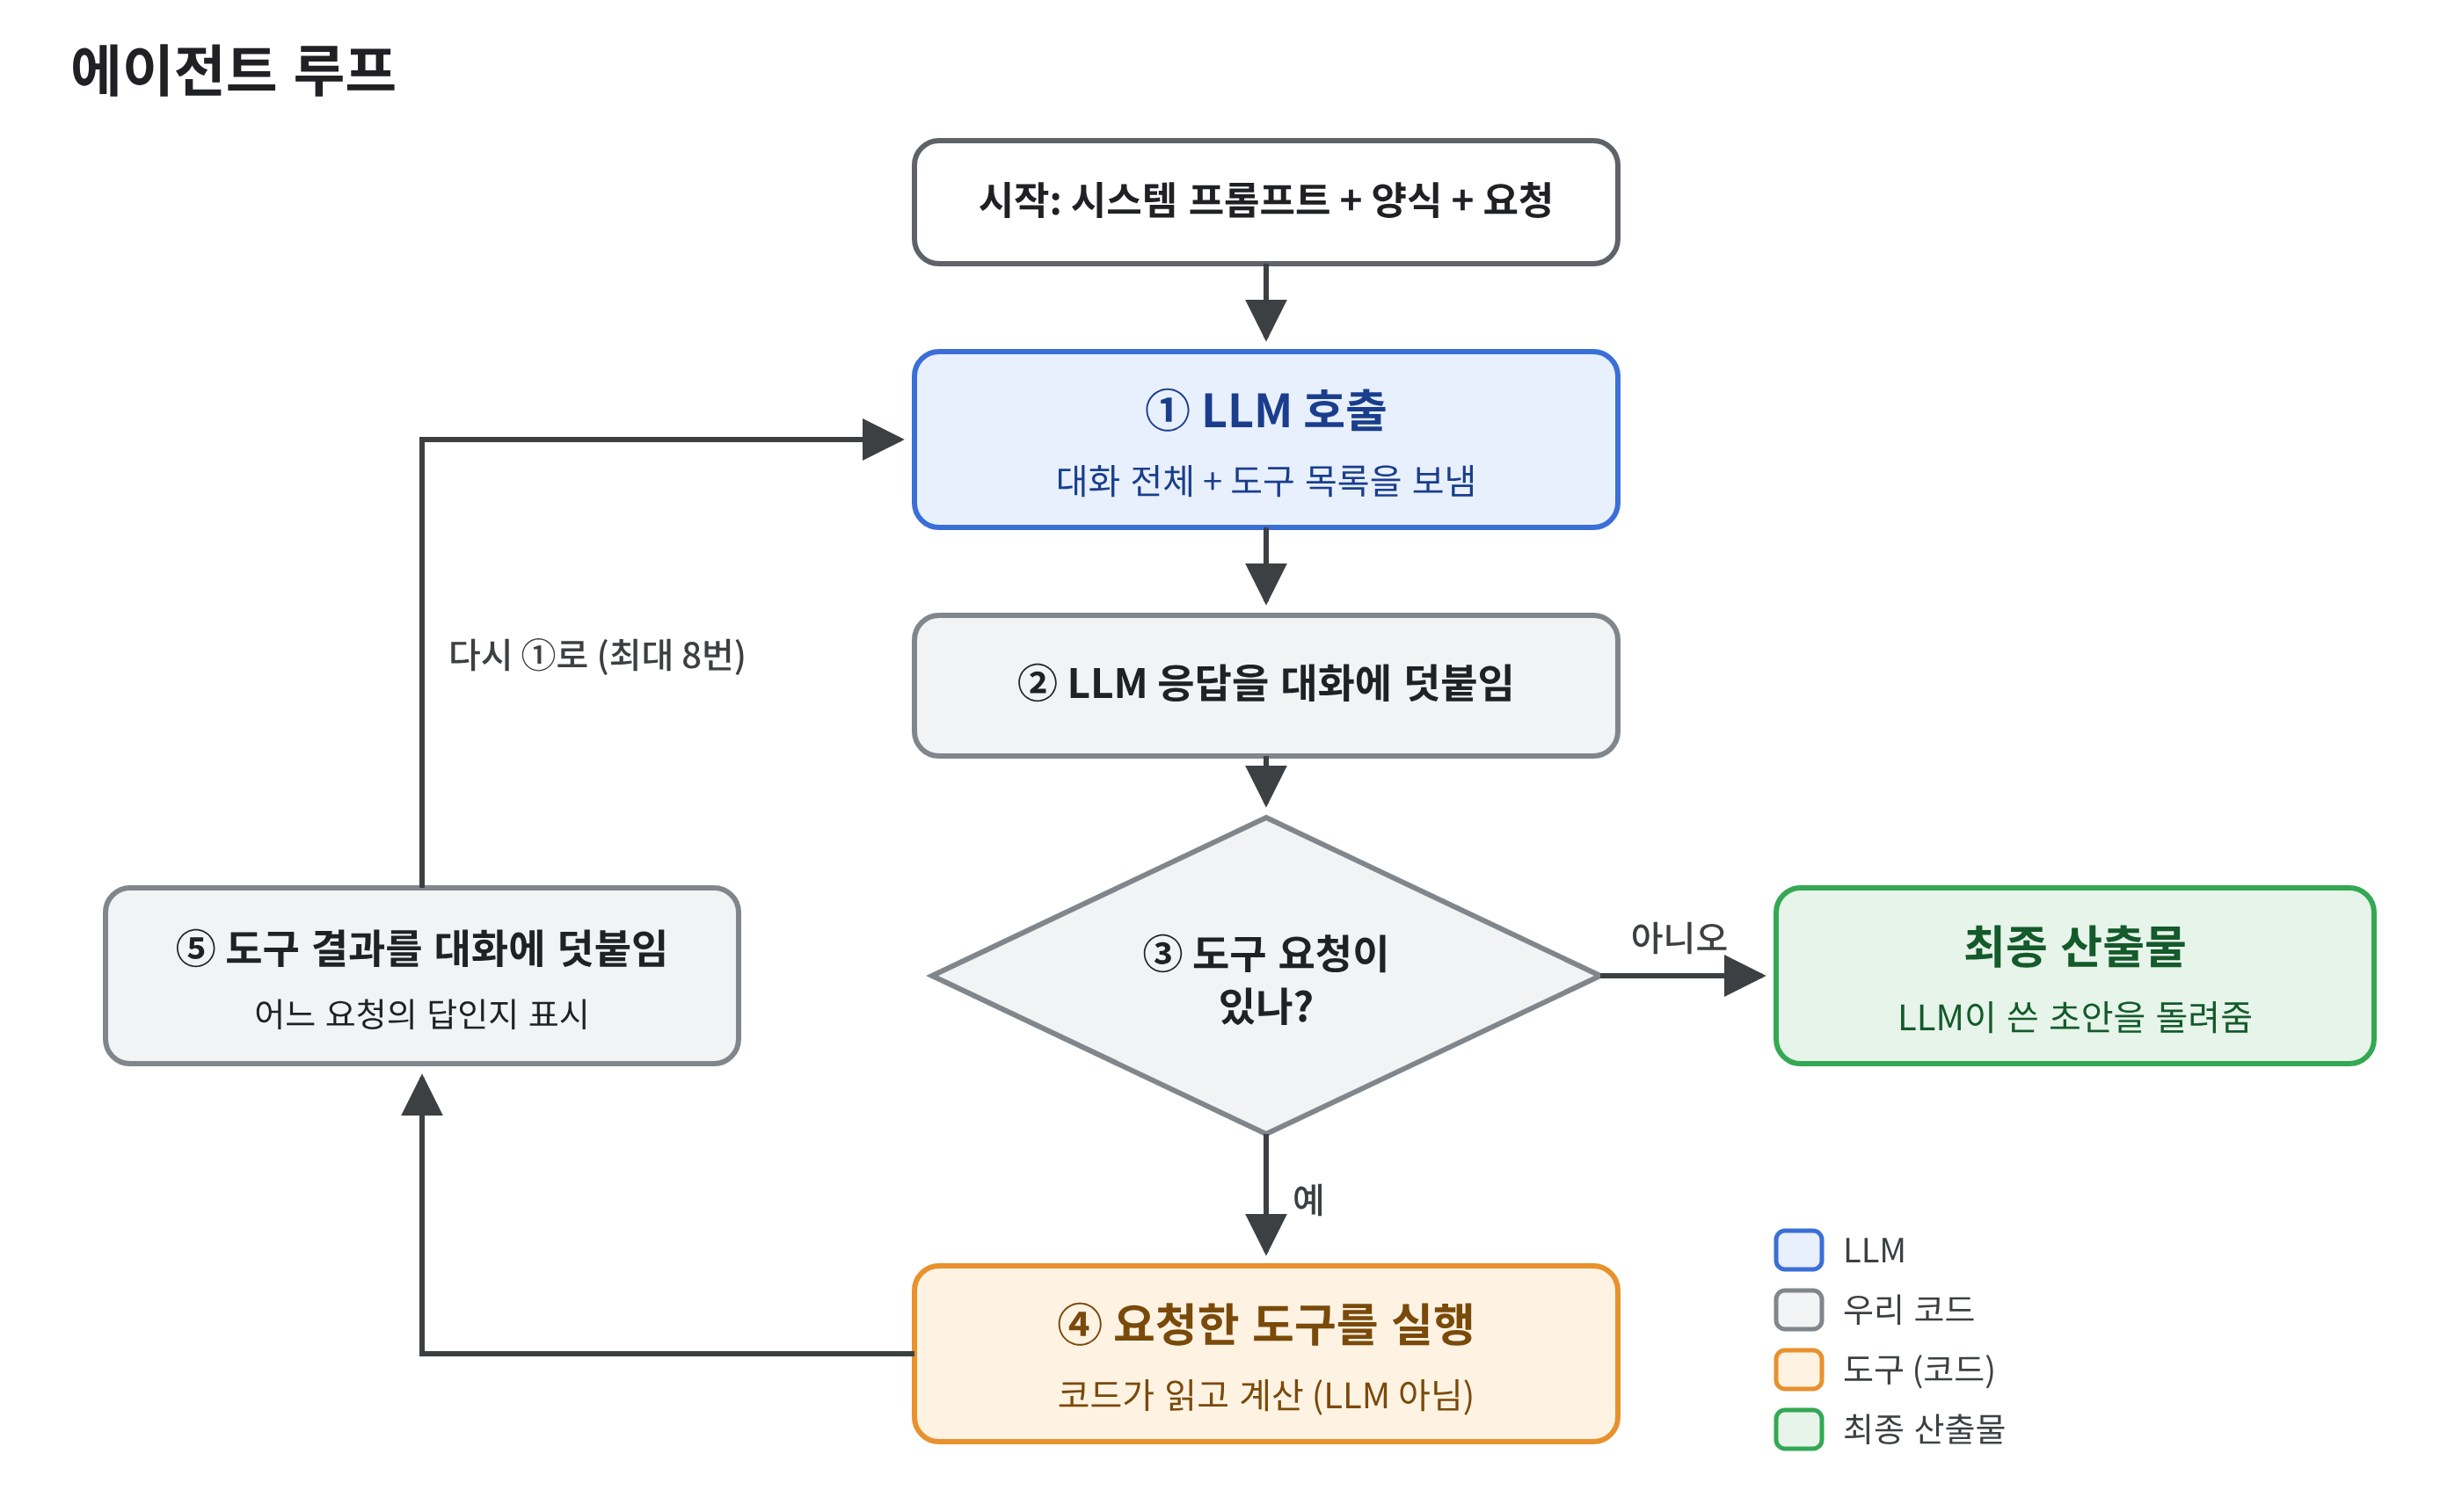 에이전트 루프
시작: 시스템 프롬프트 + 양식 + 요청
① LLM 호출
대화 전체 + 도구 목록을 보냄
다시 ①로 (최대 8번)
② LLM 응답을 대화에 덧붙임
③ 도구 요청이
있나?
아니오
최종 산출물
LLM이 쓴 초안을 돌려줌
예
④ 요청한 도구를 실행
코드가 읽고 계산 (LLM 아님)
⑤ 도구 결과를 대화에 덧붙임
어느 요청의 답인지 표시
LLM
우리 코드
도구 (코드)
최종 산출물